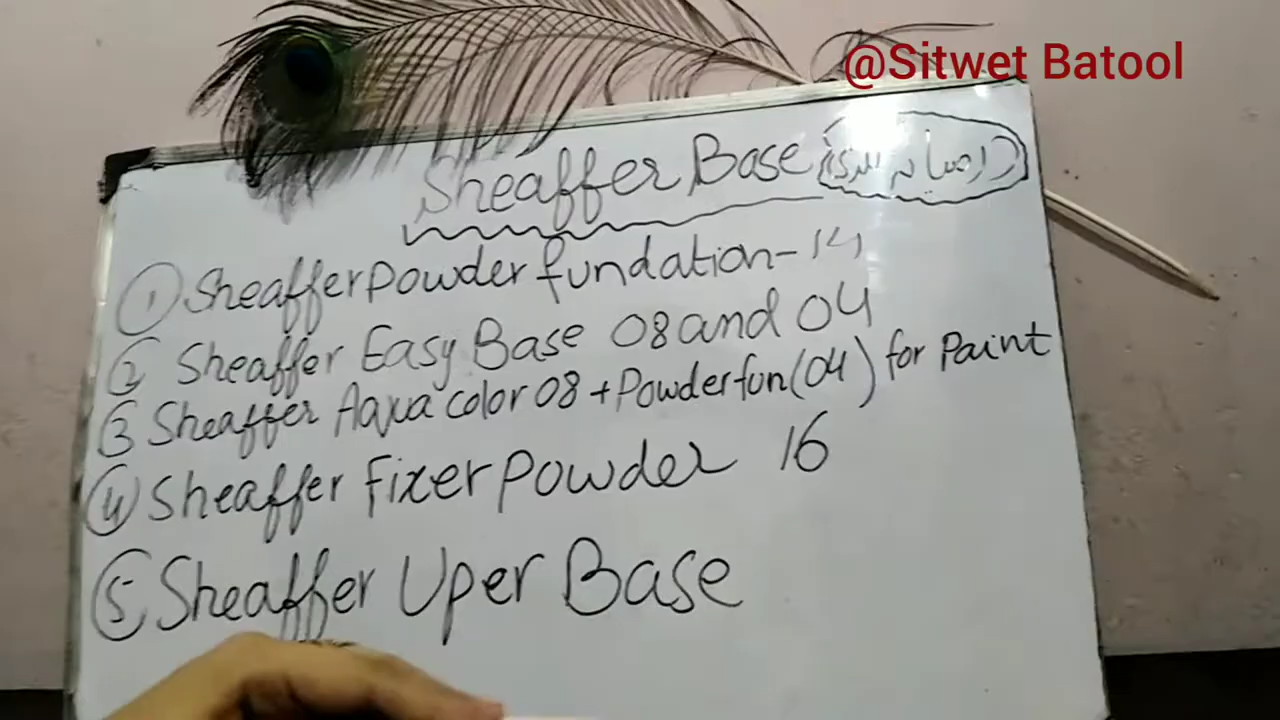 @Sitwet Batool
Sheaffer Base
① Sheaffer Powder fundation - 14
② Sheaffer Easy Base 08 and 04
③ Sheaffer Aqua color 08 + Powder fun (04) for Paint
④ Sheaffer Fixer Powder 16
⑤ Sheaffer Uper Base